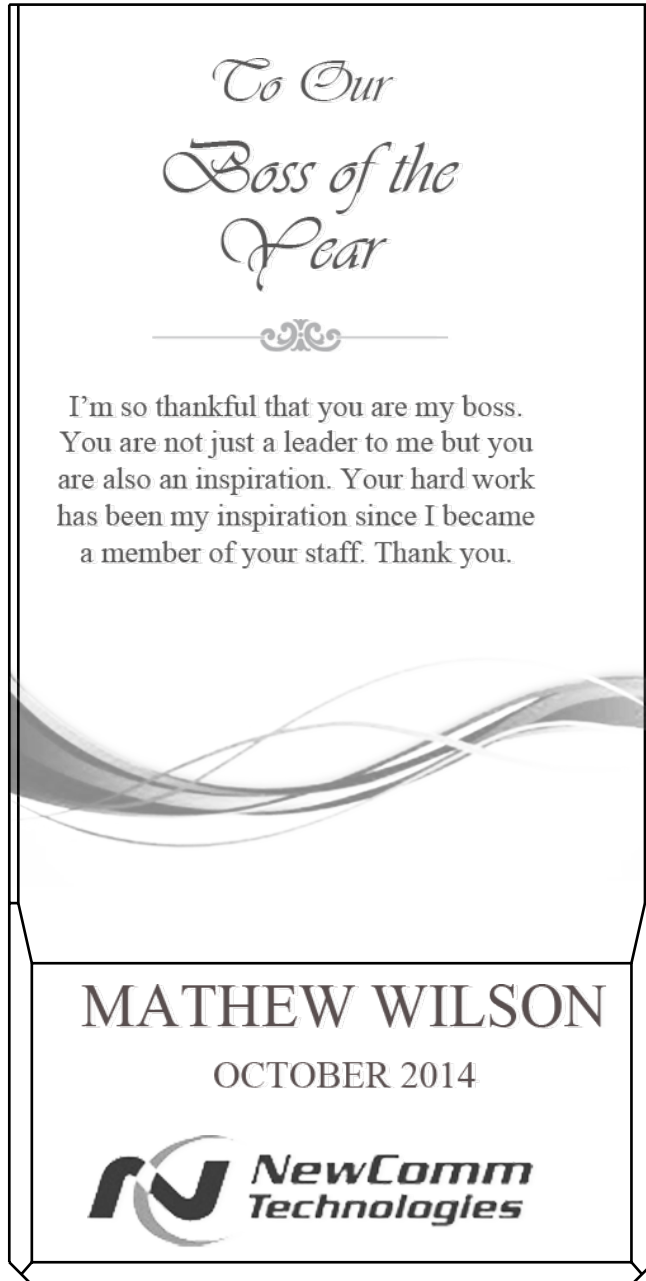 To Our
Boss of the
Year
I’m so thankful that you are my boss.
You are not just a leader to me but you
are also an inspiration. Your hard work
has been my inspiration since I became
a member of your staff. Thank you.
MATHEW WILSON
OCTOBER 2014
NewComm
Technologies